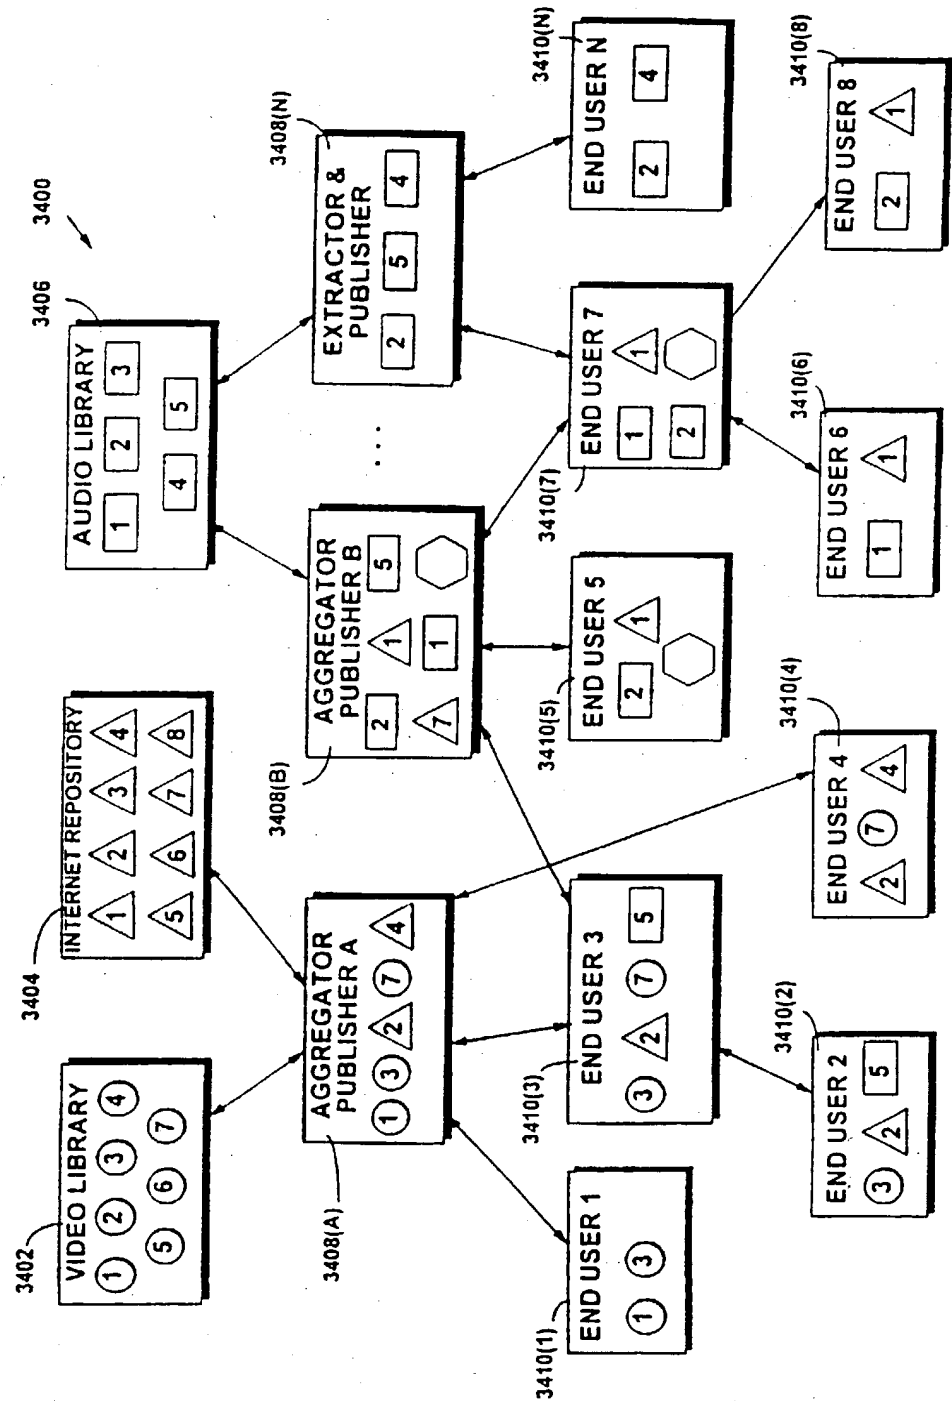 3400
3402
VIDEO LIBRARY
1 2 3 4
5 6 7
3404
INTERNET REPOSITORY
1 2 3 4
5 6 7 8
3406
AUDIO LIBRARY
1 2 3
4 5
3408(A)
AGGREGATOR
PUBLISHER A
1 3 2 7 4
3408(B)
AGGREGATOR
PUBLISHER B
2 1 5
7 1
...
3408(N)
EXTRACTOR &
PUBLISHER
2 5 4
3410(1)
END USER 1
1 3
3410(3)
END USER 3
3 2 7 5
3410(5)
END USER 5
2 1
3410(7)
END USER 7
1 1
2
3410(N)
END USER N
2 4
3410(2)
END USER 2
3 2 5
3410(4)
END USER 4
2 7 4
3410(6)
END USER 6
1 1
3410(8)
END USER 8
2 1